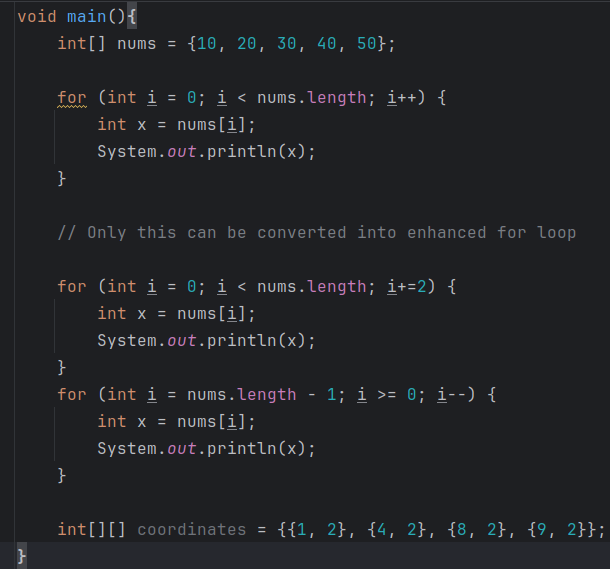 void main(){
    int[] nums = {10, 20, 30, 40, 50};

    for (int i = 0; i < nums.length; i++) {
        int x = nums[i];
        System.out.println(x);
    }

    // Only this can be converted into enhanced for loop

    for (int i = 0; i < nums.length; i+=2) {
        int x = nums[i];
        System.out.println(x);
    }
    for (int i = nums.length - 1; i >= 0; i--) {
        int x = nums[i];
        System.out.println(x);
    }

    int[][] coordinates = {{1, 2}, {4, 2}, {8, 2}, {9, 2}};
}